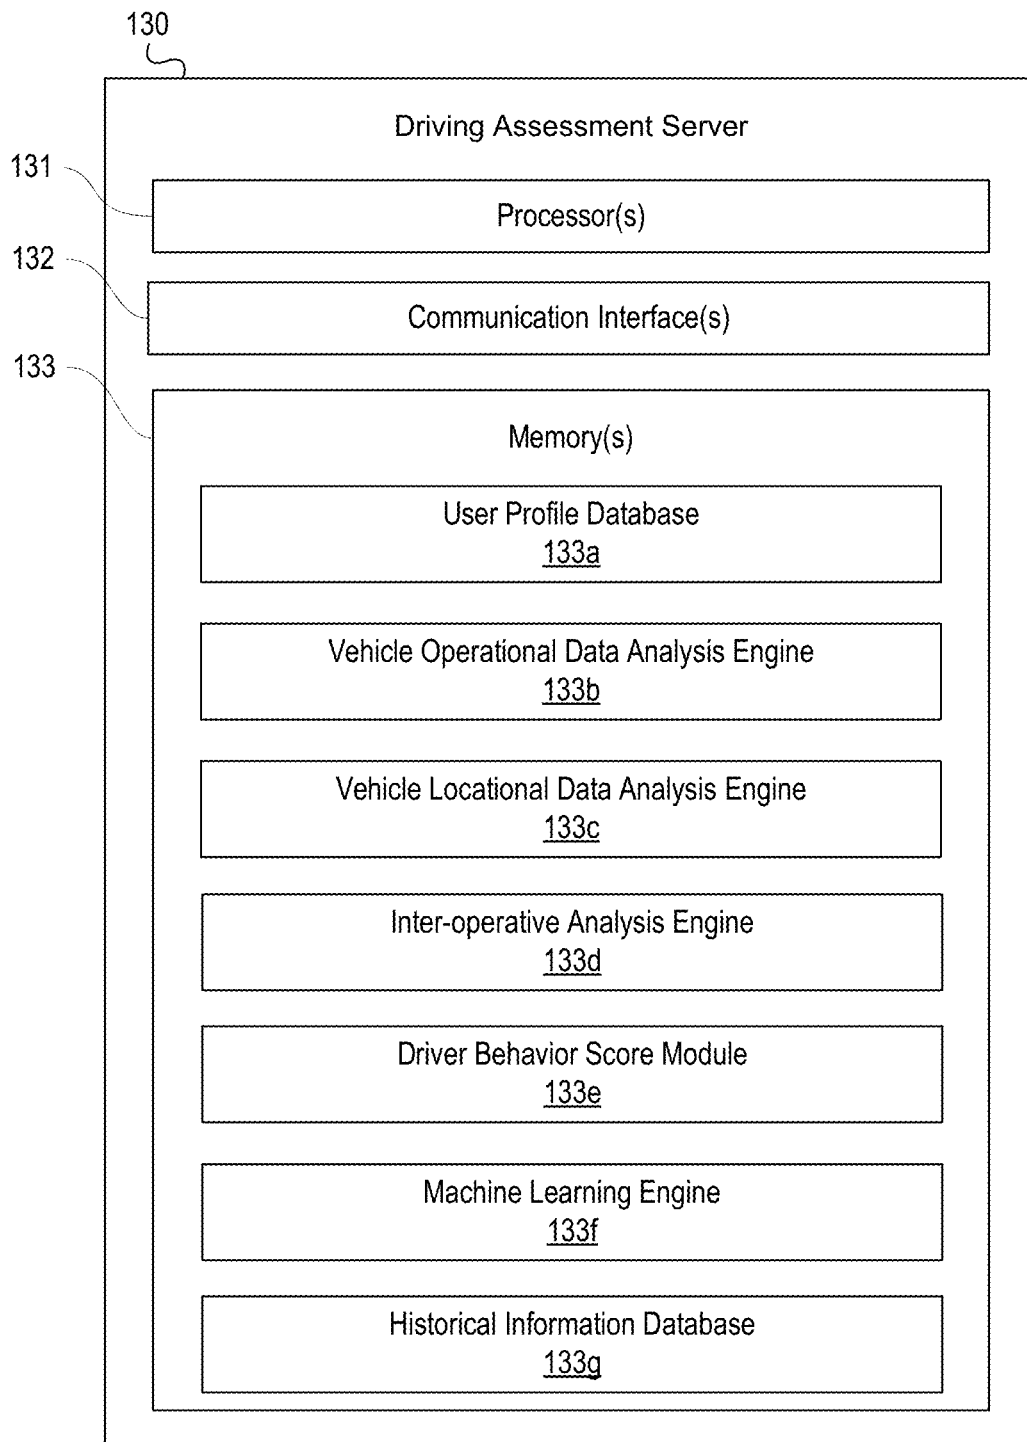 130
Driving Assessment Server
131
Processor(s)
132
Communication Interface(s)
133
Memory(s)
User Profile Database
133a
Vehicle Operational Data Analysis Engine
133b
Vehicle Locational Data Analysis Engine
133c
Inter-operative Analysis Engine
133d
Driver Behavior Score Module
133e
Machine Learning Engine
133f
Historical Information Database
133g